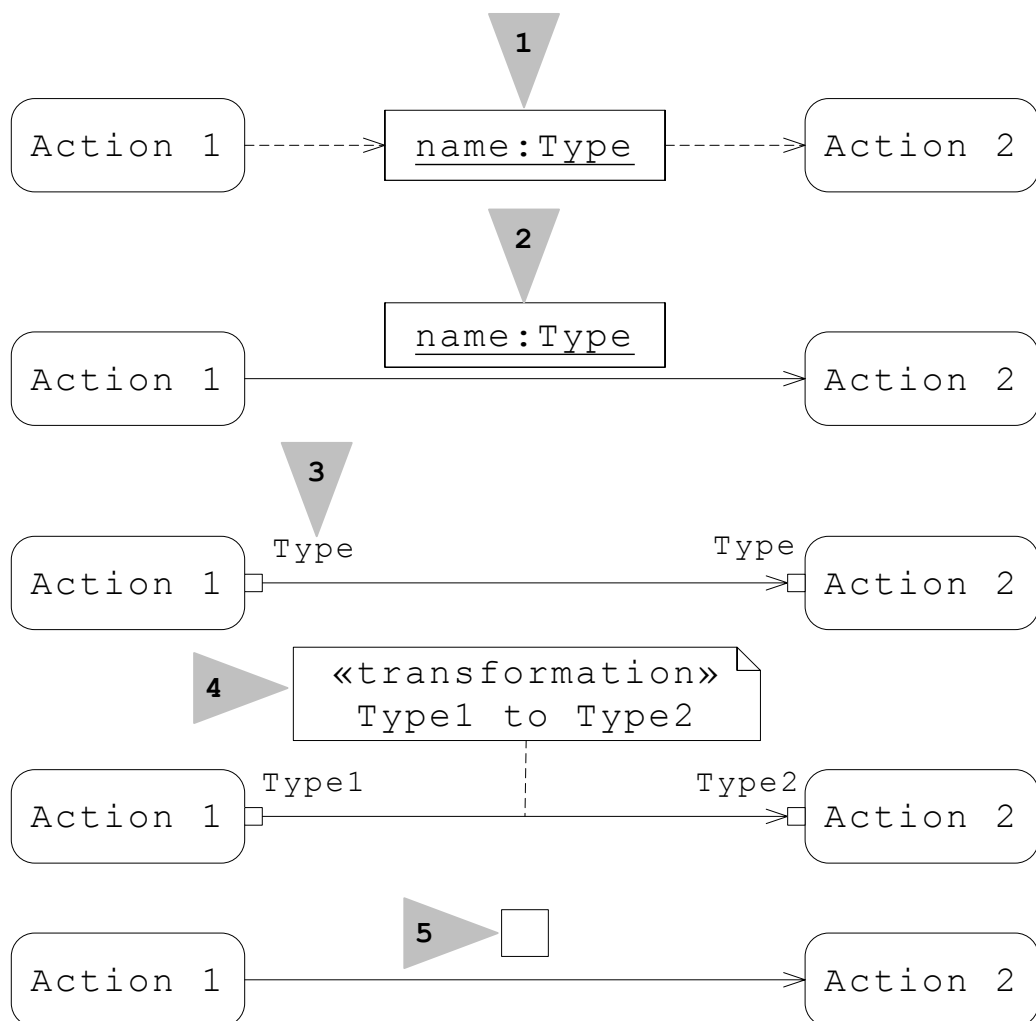 1
Action 1
name:Type
Action 2
2
name:Type
Action 1
Action 2
3
Type
Type
Action 1
Action 2
4
«transformation»
Type1 to Type2
Type1
Type2
Action 1
Action 2
5
Action 1
Action 2